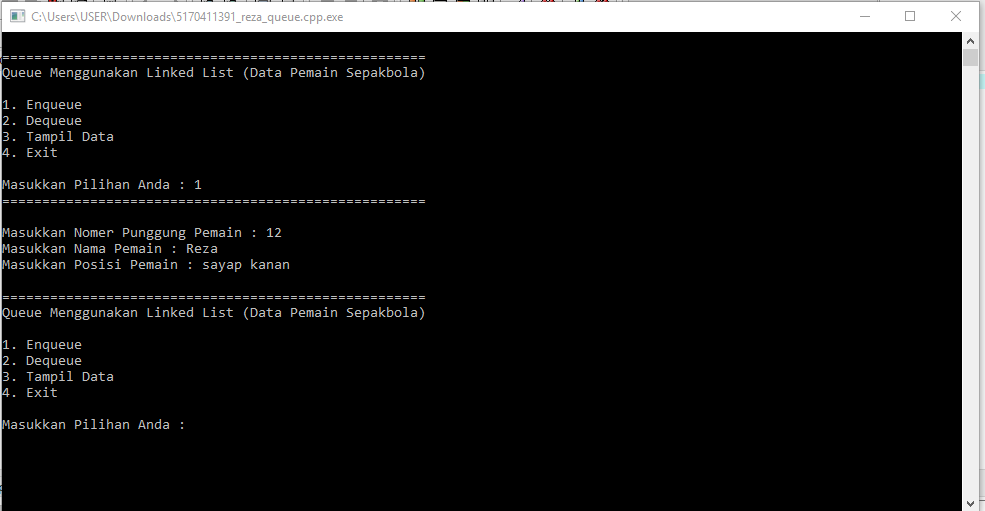 C:\Users\USER\Downloads\5170411391_reza_queue.cpp.exe
=====================================================
Queue Menggunakan Linked List (Data Pemain Sepakbola)
1. Enqueue
2. Dequeue
3. Tampil Data
4. Exit
Masukkan Pilihan Anda : 1
=====================================================
Masukkan Nomer Punggung Pemain : 12
Masukkan Nama Pemain : Reza
Masukkan Posisi Pemain : sayap kanan
=====================================================
Queue Menggunakan Linked List (Data Pemain Sepakbola)
1. Enqueue
2. Dequeue
3. Tampil Data
4. Exit
Masukkan Pilihan Anda :